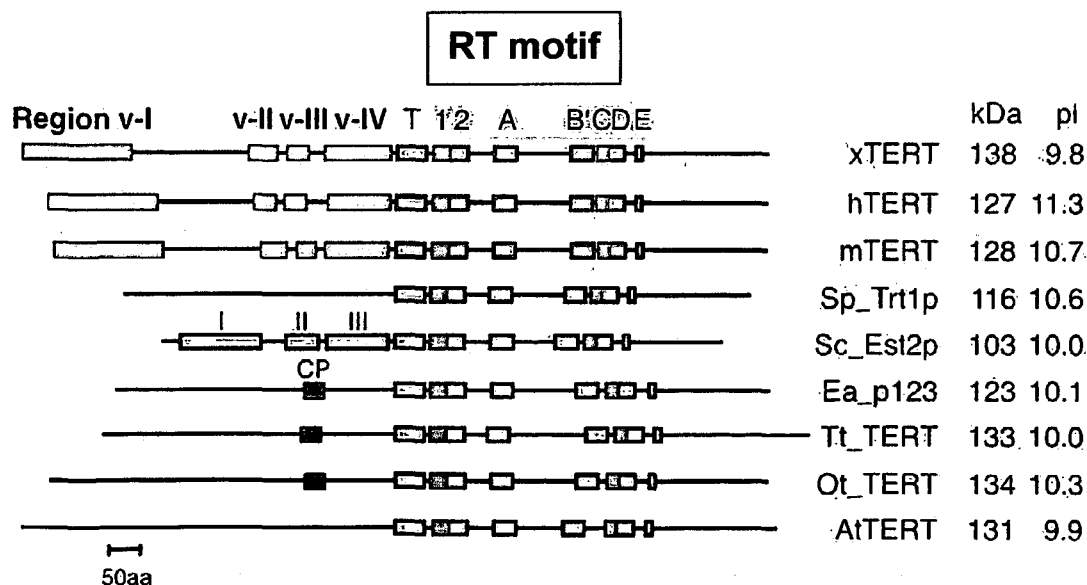 RT motif
Region v-I v-II v-III v-IV T 1 2 A B' C D E kDa pI
xTERT 138 9.8
hTERT 127 11.3
mTERT 128 10.7
Sp_Trt1p 116 10.6
I II III
Sc_Est2p 103 10.0
CP
Ea_p123 123 10.1
Tt_TERT 133 10.0
Ot_TERT 134 10.3
AtTERT 131 9.9
50aa